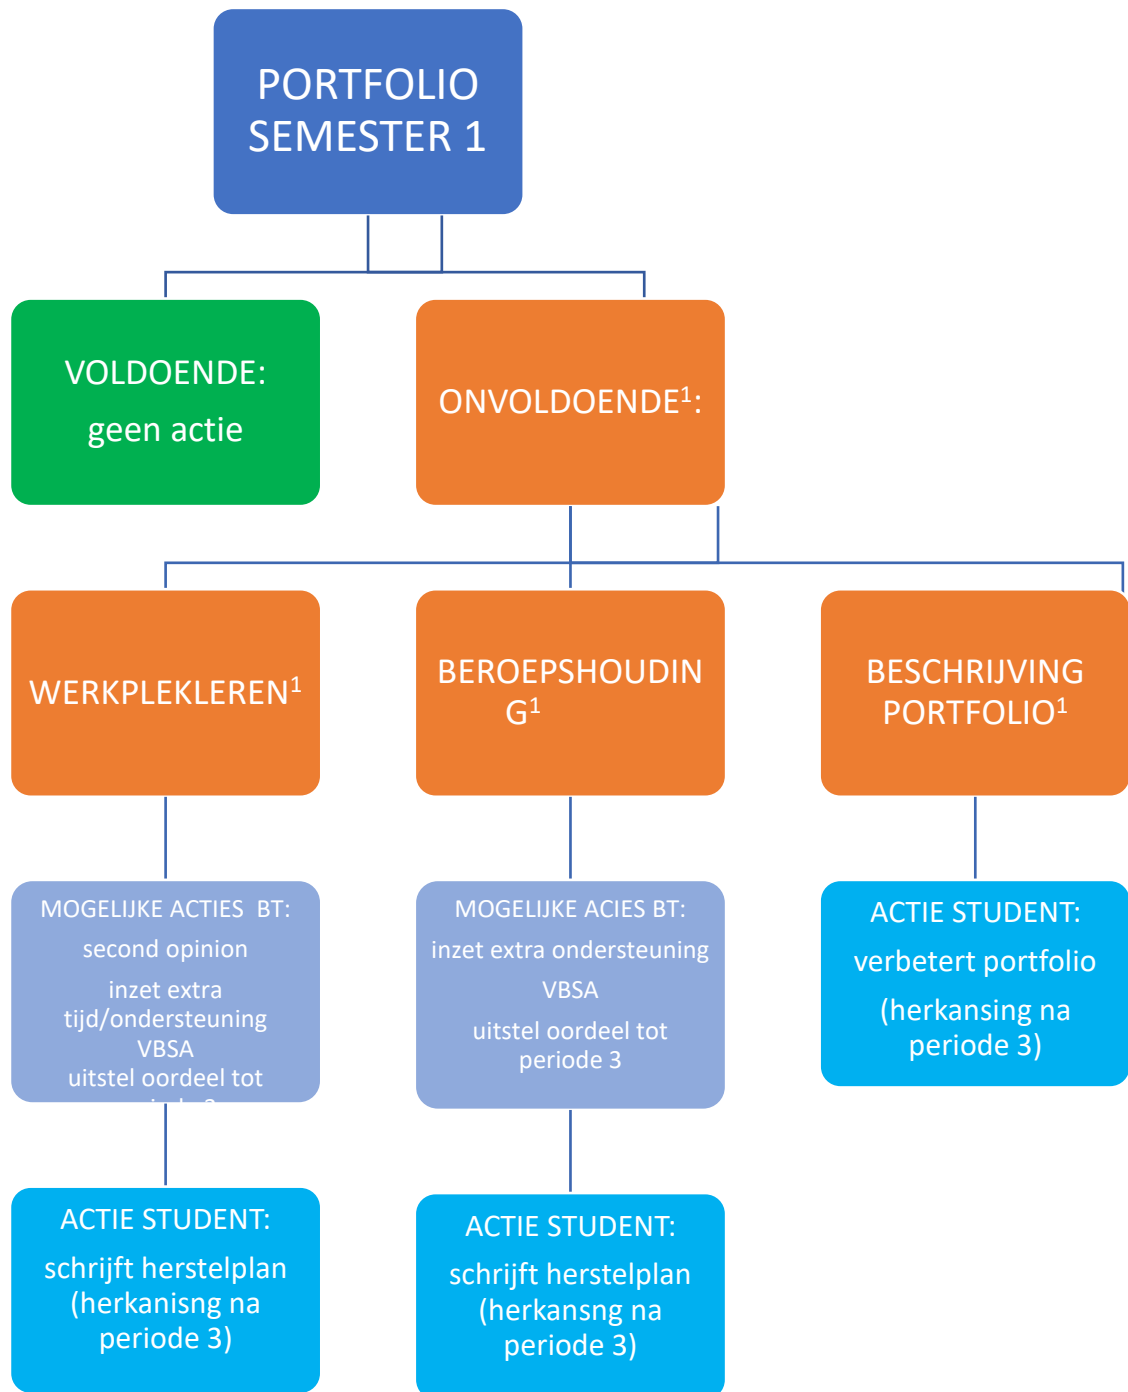 PORTFOLIO
SEMESTER 1
VOLDOENDE:
geen actie
ONVOLDOENDE¹:
WERKPLEKLEREN¹
BEROEPSHOUDIN
G¹
BESCHRIJVING
PORTFOLIO¹
MOGELIJKE ACTIES BT:
second opinion
inzet extra
tijd/ondersteuning
VBSA
uitstel oordeel tot
MOGELIJKE ACIES BT:
inzet extra ondersteuning
VBSA
uitstel oordeel tot
periode 3
ACTIE STUDENT:
verbetert portfolio
(herkansing na
periode 3)
ACTIE STUDENT:
schrijft herstelplan
(herkanisng na
periode 3)
ACTIE STUDENT:
schrijft herstelplan
(herkansng na
periode 3)